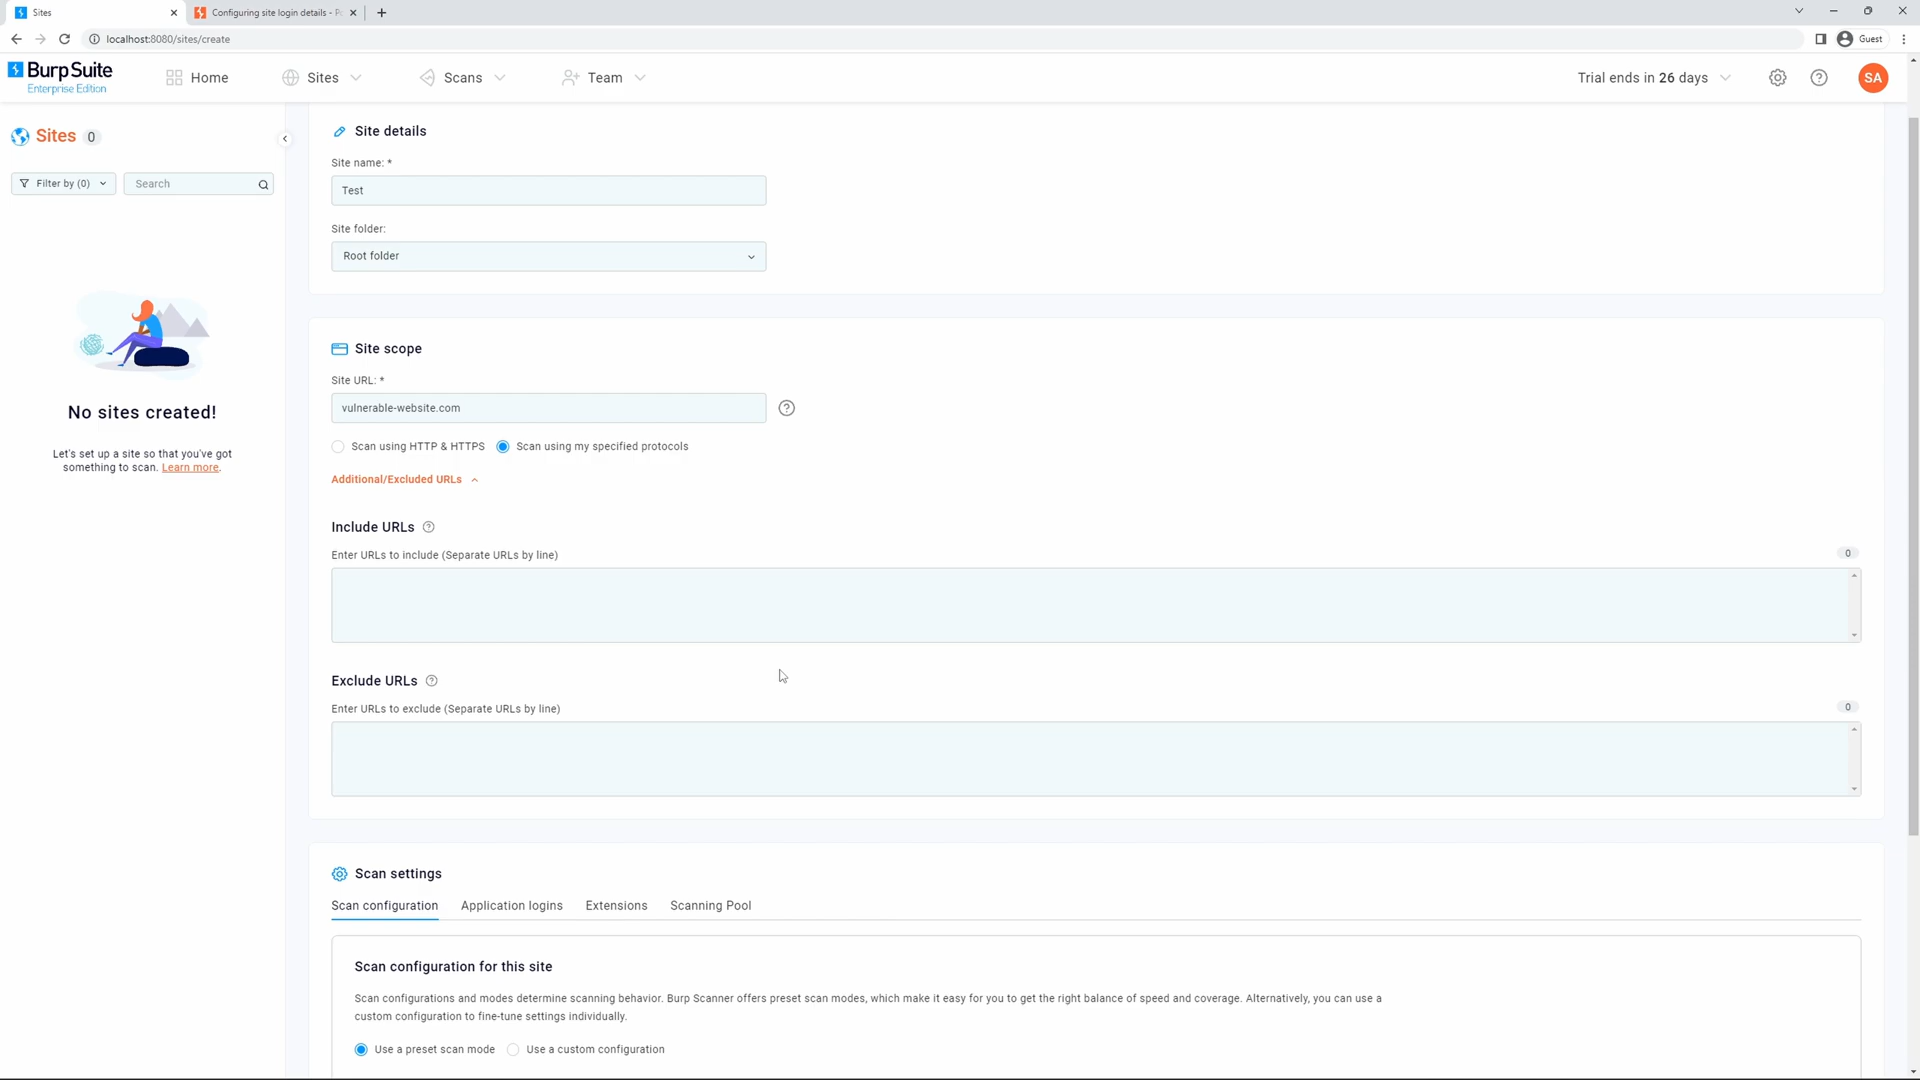 Sites
Configuring site login details - Po
localhost:8080/sites/create
Guest
BurpSuite
Enterprise Edition
Home
Sites
Scans
Team
Trial ends in 26 days
SA
Sites 0
Filter by (0)
Search
No sites created!
Let's set up a site so that you've got
something to scan. Learn more.
Site details
Site name: *
Test
Site folder:
Root folder
Site scope
Site URL: *
vulnerable-website.com
Scan using HTTP & HTTPS
Scan using my specified protocols
Additional/Excluded URLs
Include URLs
Enter URLs to include (Separate URLs by line)
0
Exclude URLs
Enter URLs to exclude (Separate URLs by line)
0
Scan settings
Scan configuration
Application logins
Extensions
Scanning Pool
Scan configuration for this site
Scan configurations and modes determine scanning behavior. Burp Scanner offers preset scan modes, which make it easy for you to get the right balance of speed and coverage. Alternatively, you can use a
custom configuration to fine-tune settings individually.
Use a preset scan mode
Use a custom configuration